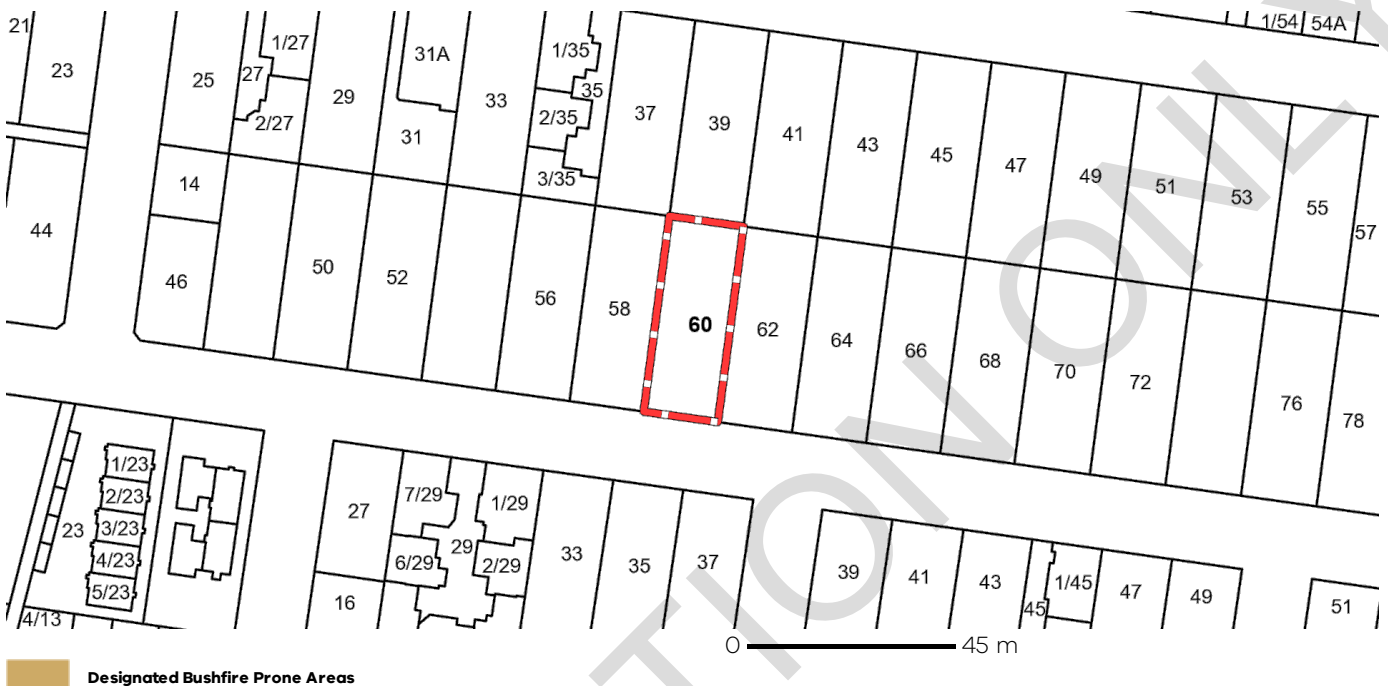 21 23 25 27 1/27 2/27 29 31A 31 33 1/35 35 2/35 3/35 37 39 41 43 45 47 49 51 53 55 57 1/54 54A
44 14 46 50 52 56 58 60 62 64 66 68 70 72 76 78
1/23 2/23 3/23 4/23 5/23 23 4/13
27 16 7/29 1/29 29 6/29 2/29 33 35 37 39 41 43 45 1/45 47 49 51
TION ONLY
0 45 m
Designated Bushfire Prone Areas